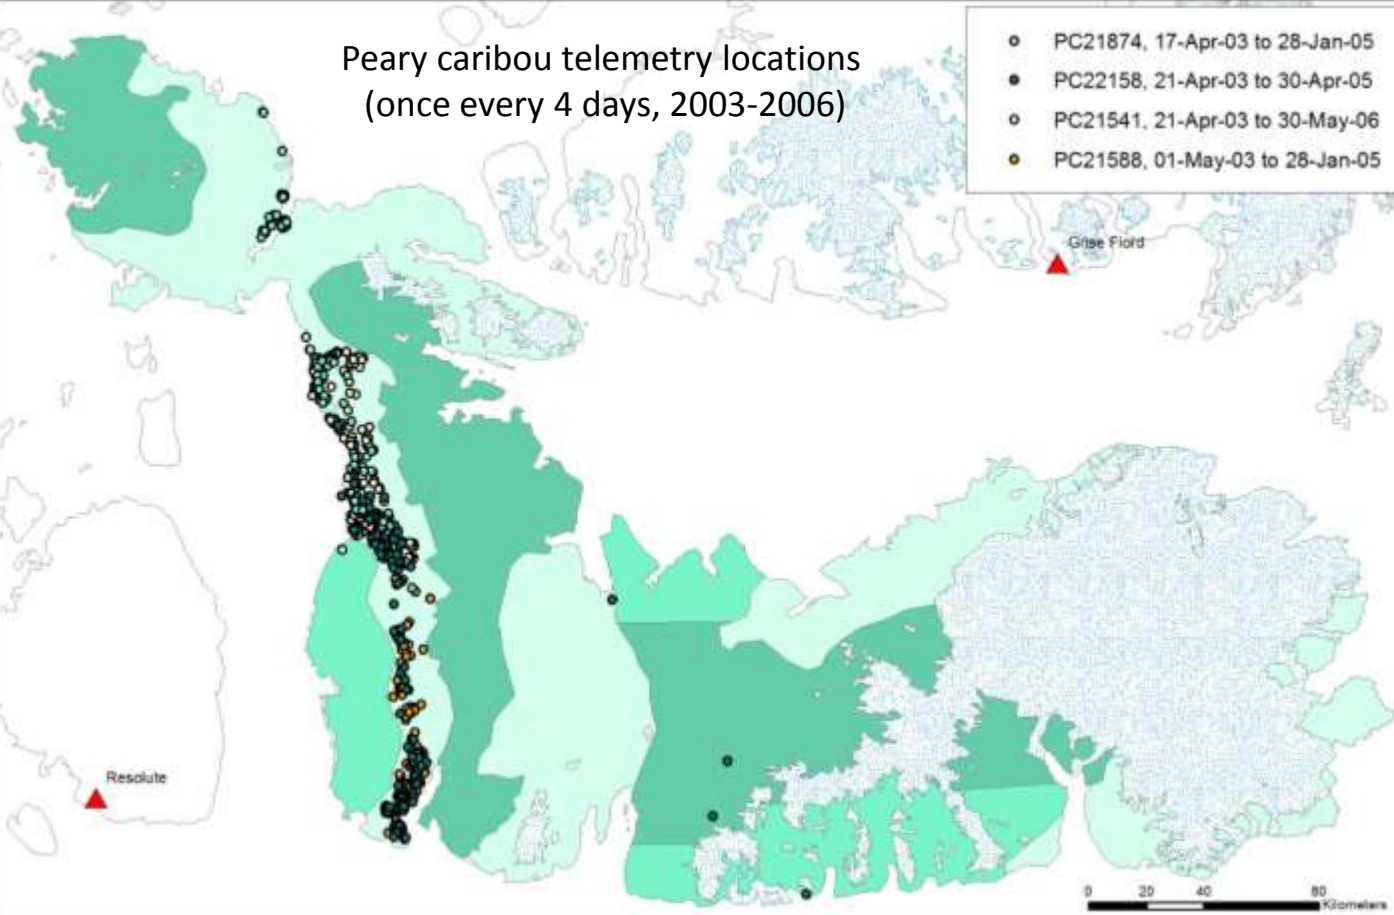 Peary caribou telemetry locations
(once every 4 days, 2003-2006)
PC21874, 17-Apr-03 to 28-Jan-05
PC22158, 21-Apr-03 to 30-Apr-05
PC21541, 21-Apr-03 to 30-May-06
PC21588, 01-May-03 to 28-Jan-05
Grise Fiord
Resolute
0 20 40 80
Kilometers